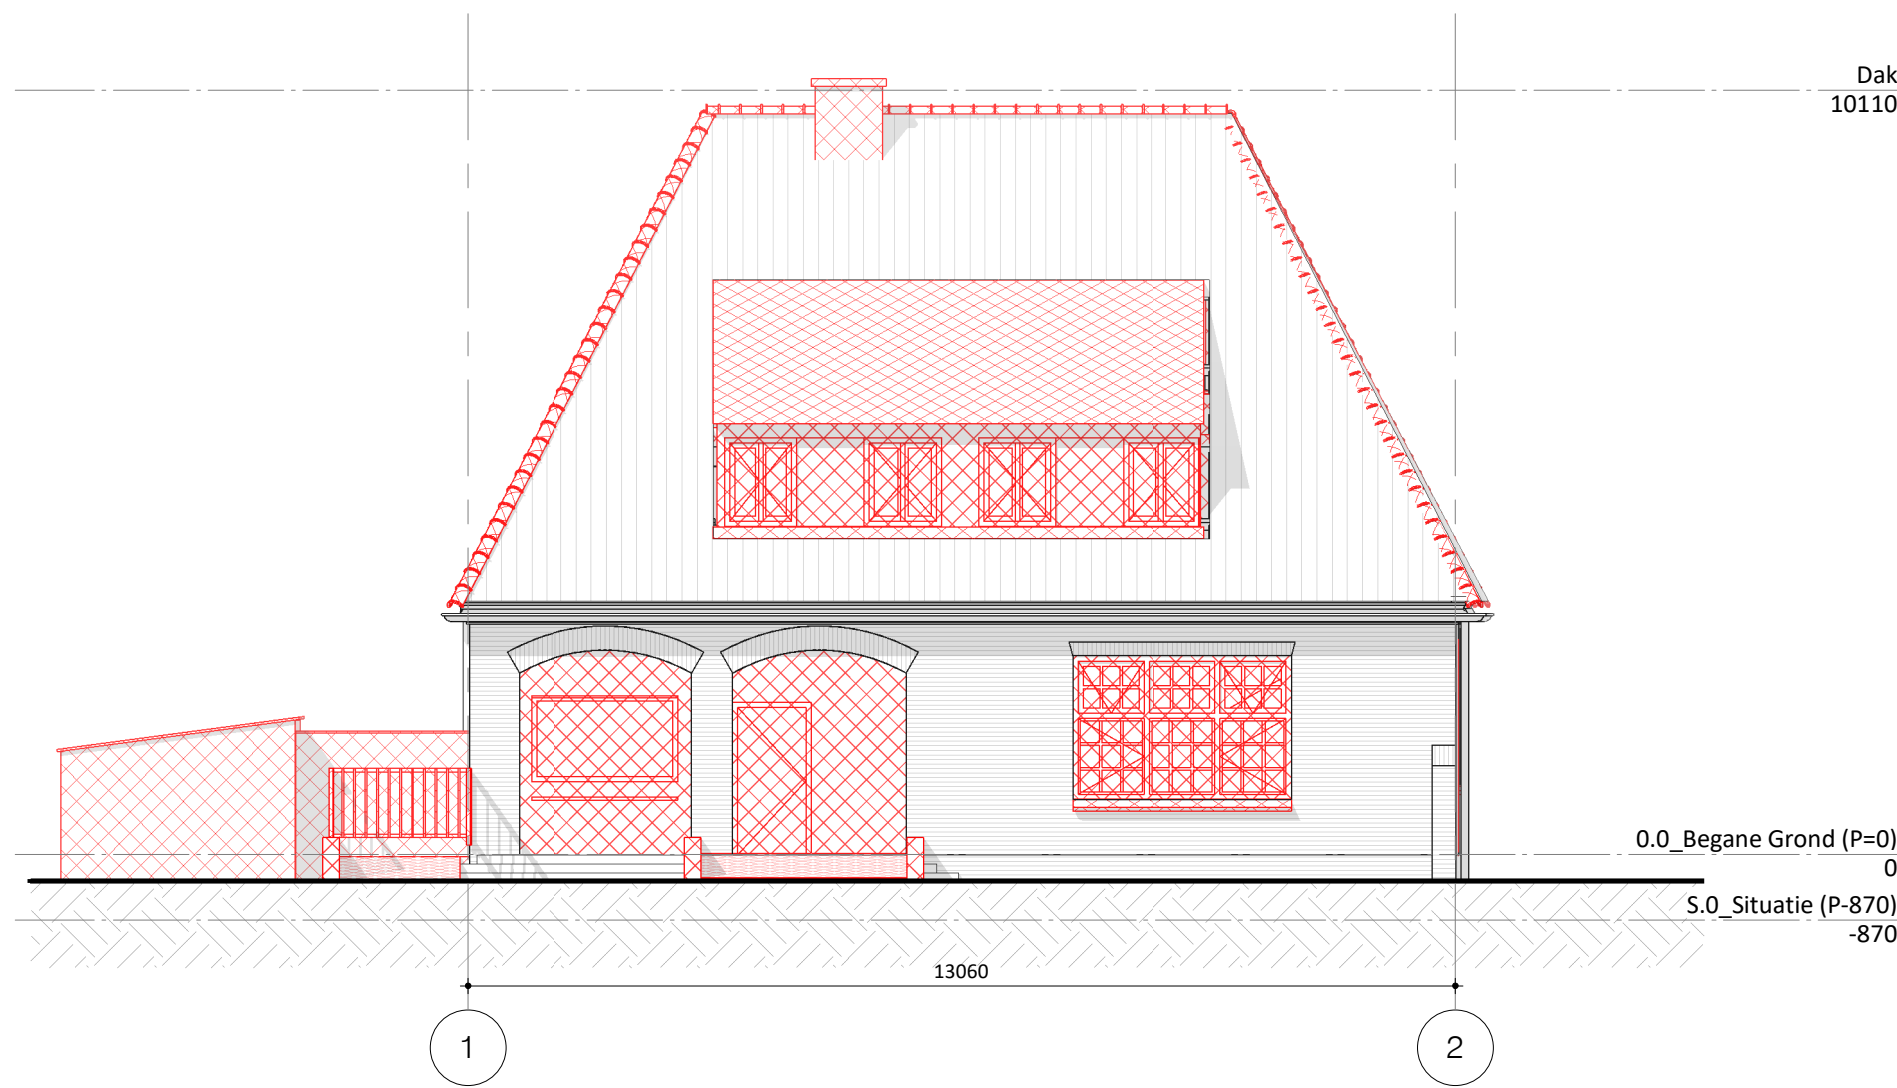 Dak
10110
0.0_Begane Grond (P=0)
0
S.0_Situatie (P-870)
-870
13060
1
2